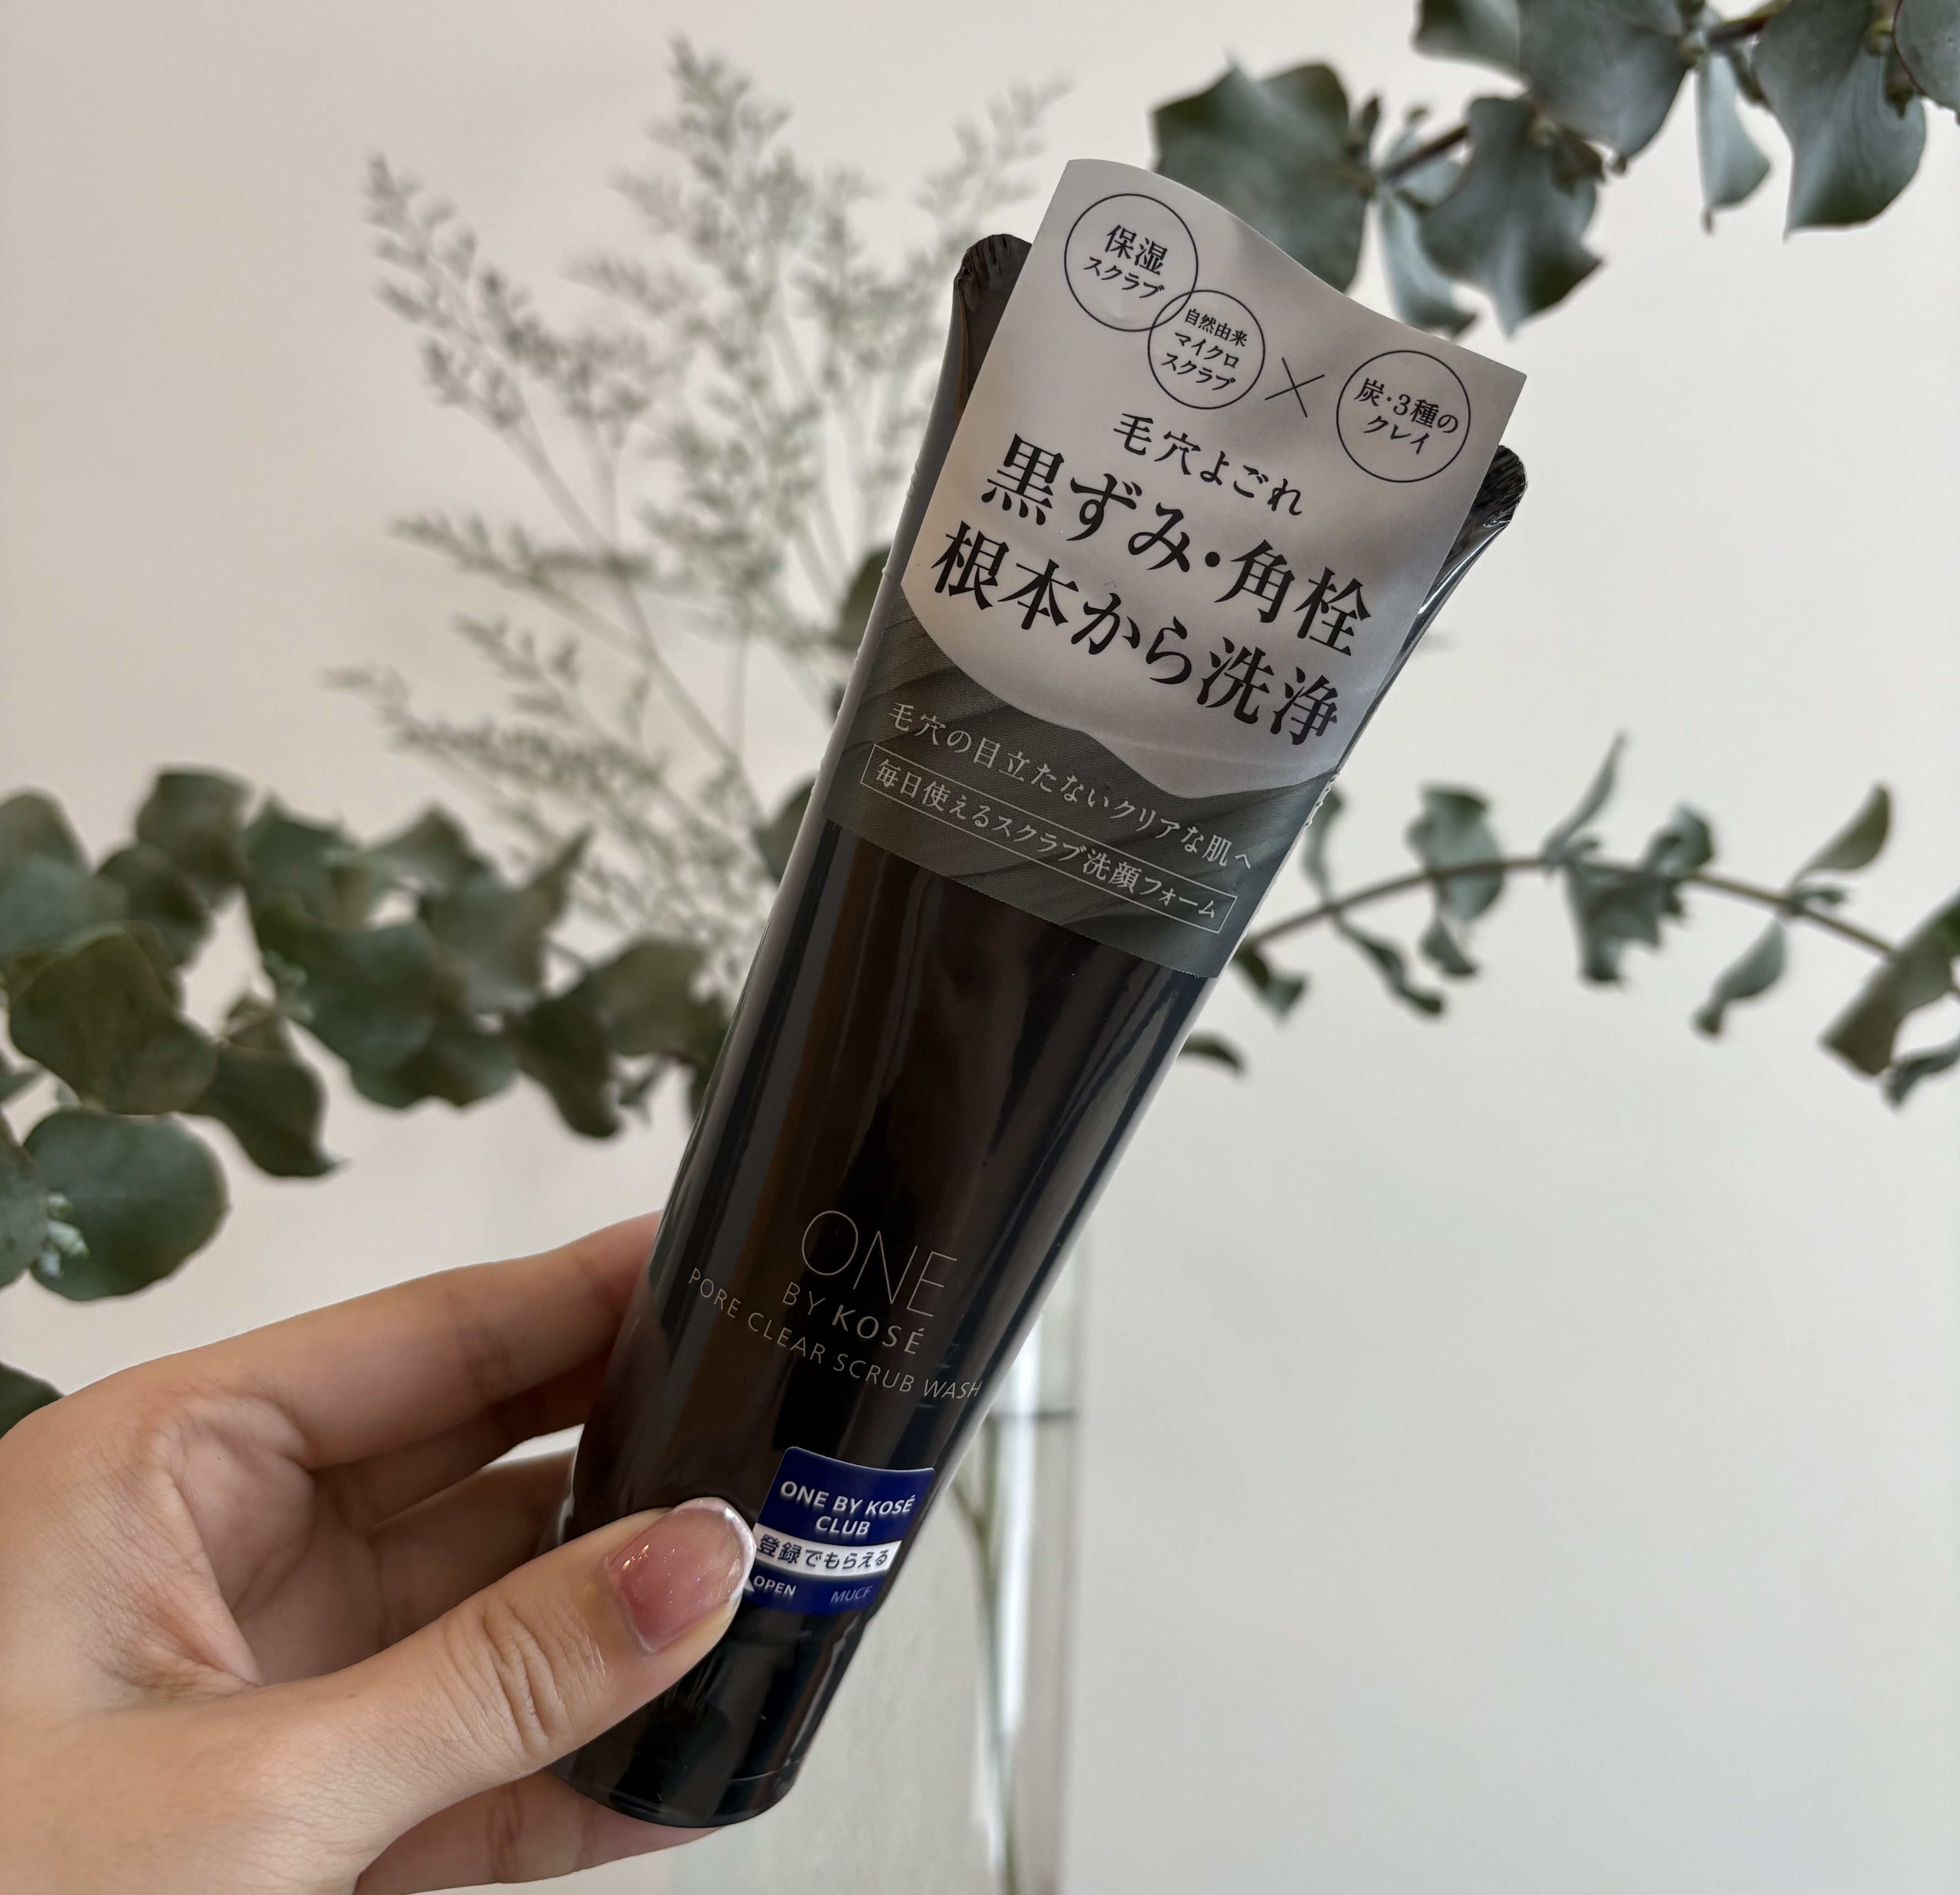 保湿
スクラブ
自然由来
マイクロ
スクラブ
×
炭・3種の
クレイ
毛穴よごれ
黒ずみ・角栓
根本から洗浄
毛穴の目立たないクリアな肌へ
毎日使えるスクラブ洗顔フォーム
ONE
BY KOSÉ
PORE CLEAR SCRUB WASH
ONE BY KOSÉ
CLUB
登録でもらえる
OPEN